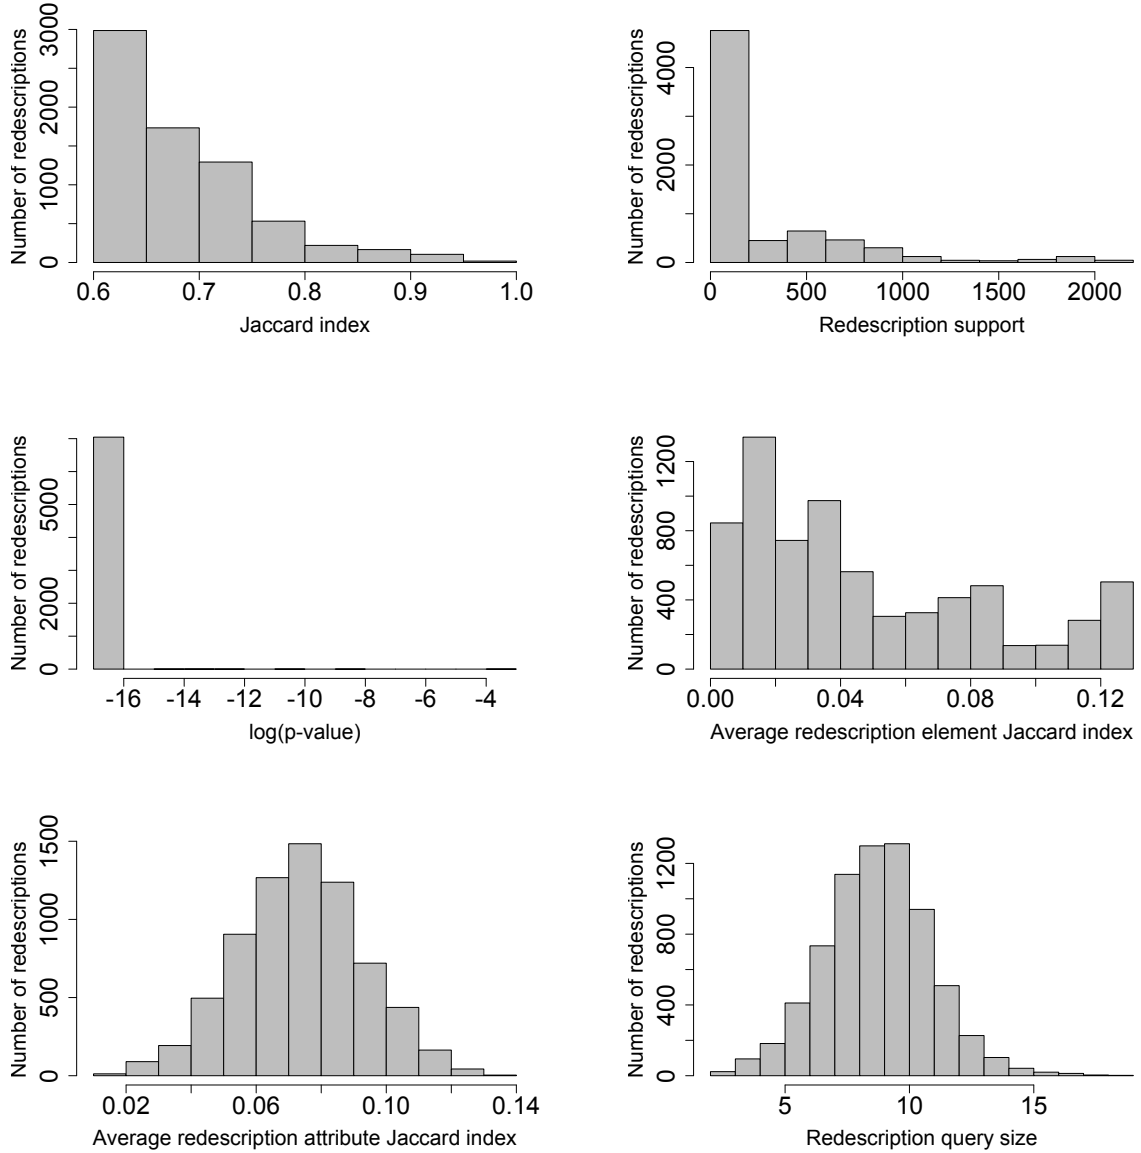 Number of redescriptions
0 1000 2000 3000
0.6 0.7 0.8 0.9 1.0
Jaccard index
Number of redescriptions
0 2000 4000
0 500 1000 1500 2000
Redescription support
Number of redescriptions
0 2000 5000
-16 -14 -12 -10 -8 -6 -4
log(p-value)
Number of redescriptions
0 400 800 1200
0.00 0.04 0.08 0.12
Average redescription element Jaccard index
Number of redescriptions
0 500 1000 1500
0.02 0.06 0.10 0.14
Average redescription attribute Jaccard index
Number of redescriptions
0 400 800 1200
5 10 15
Redescription query size